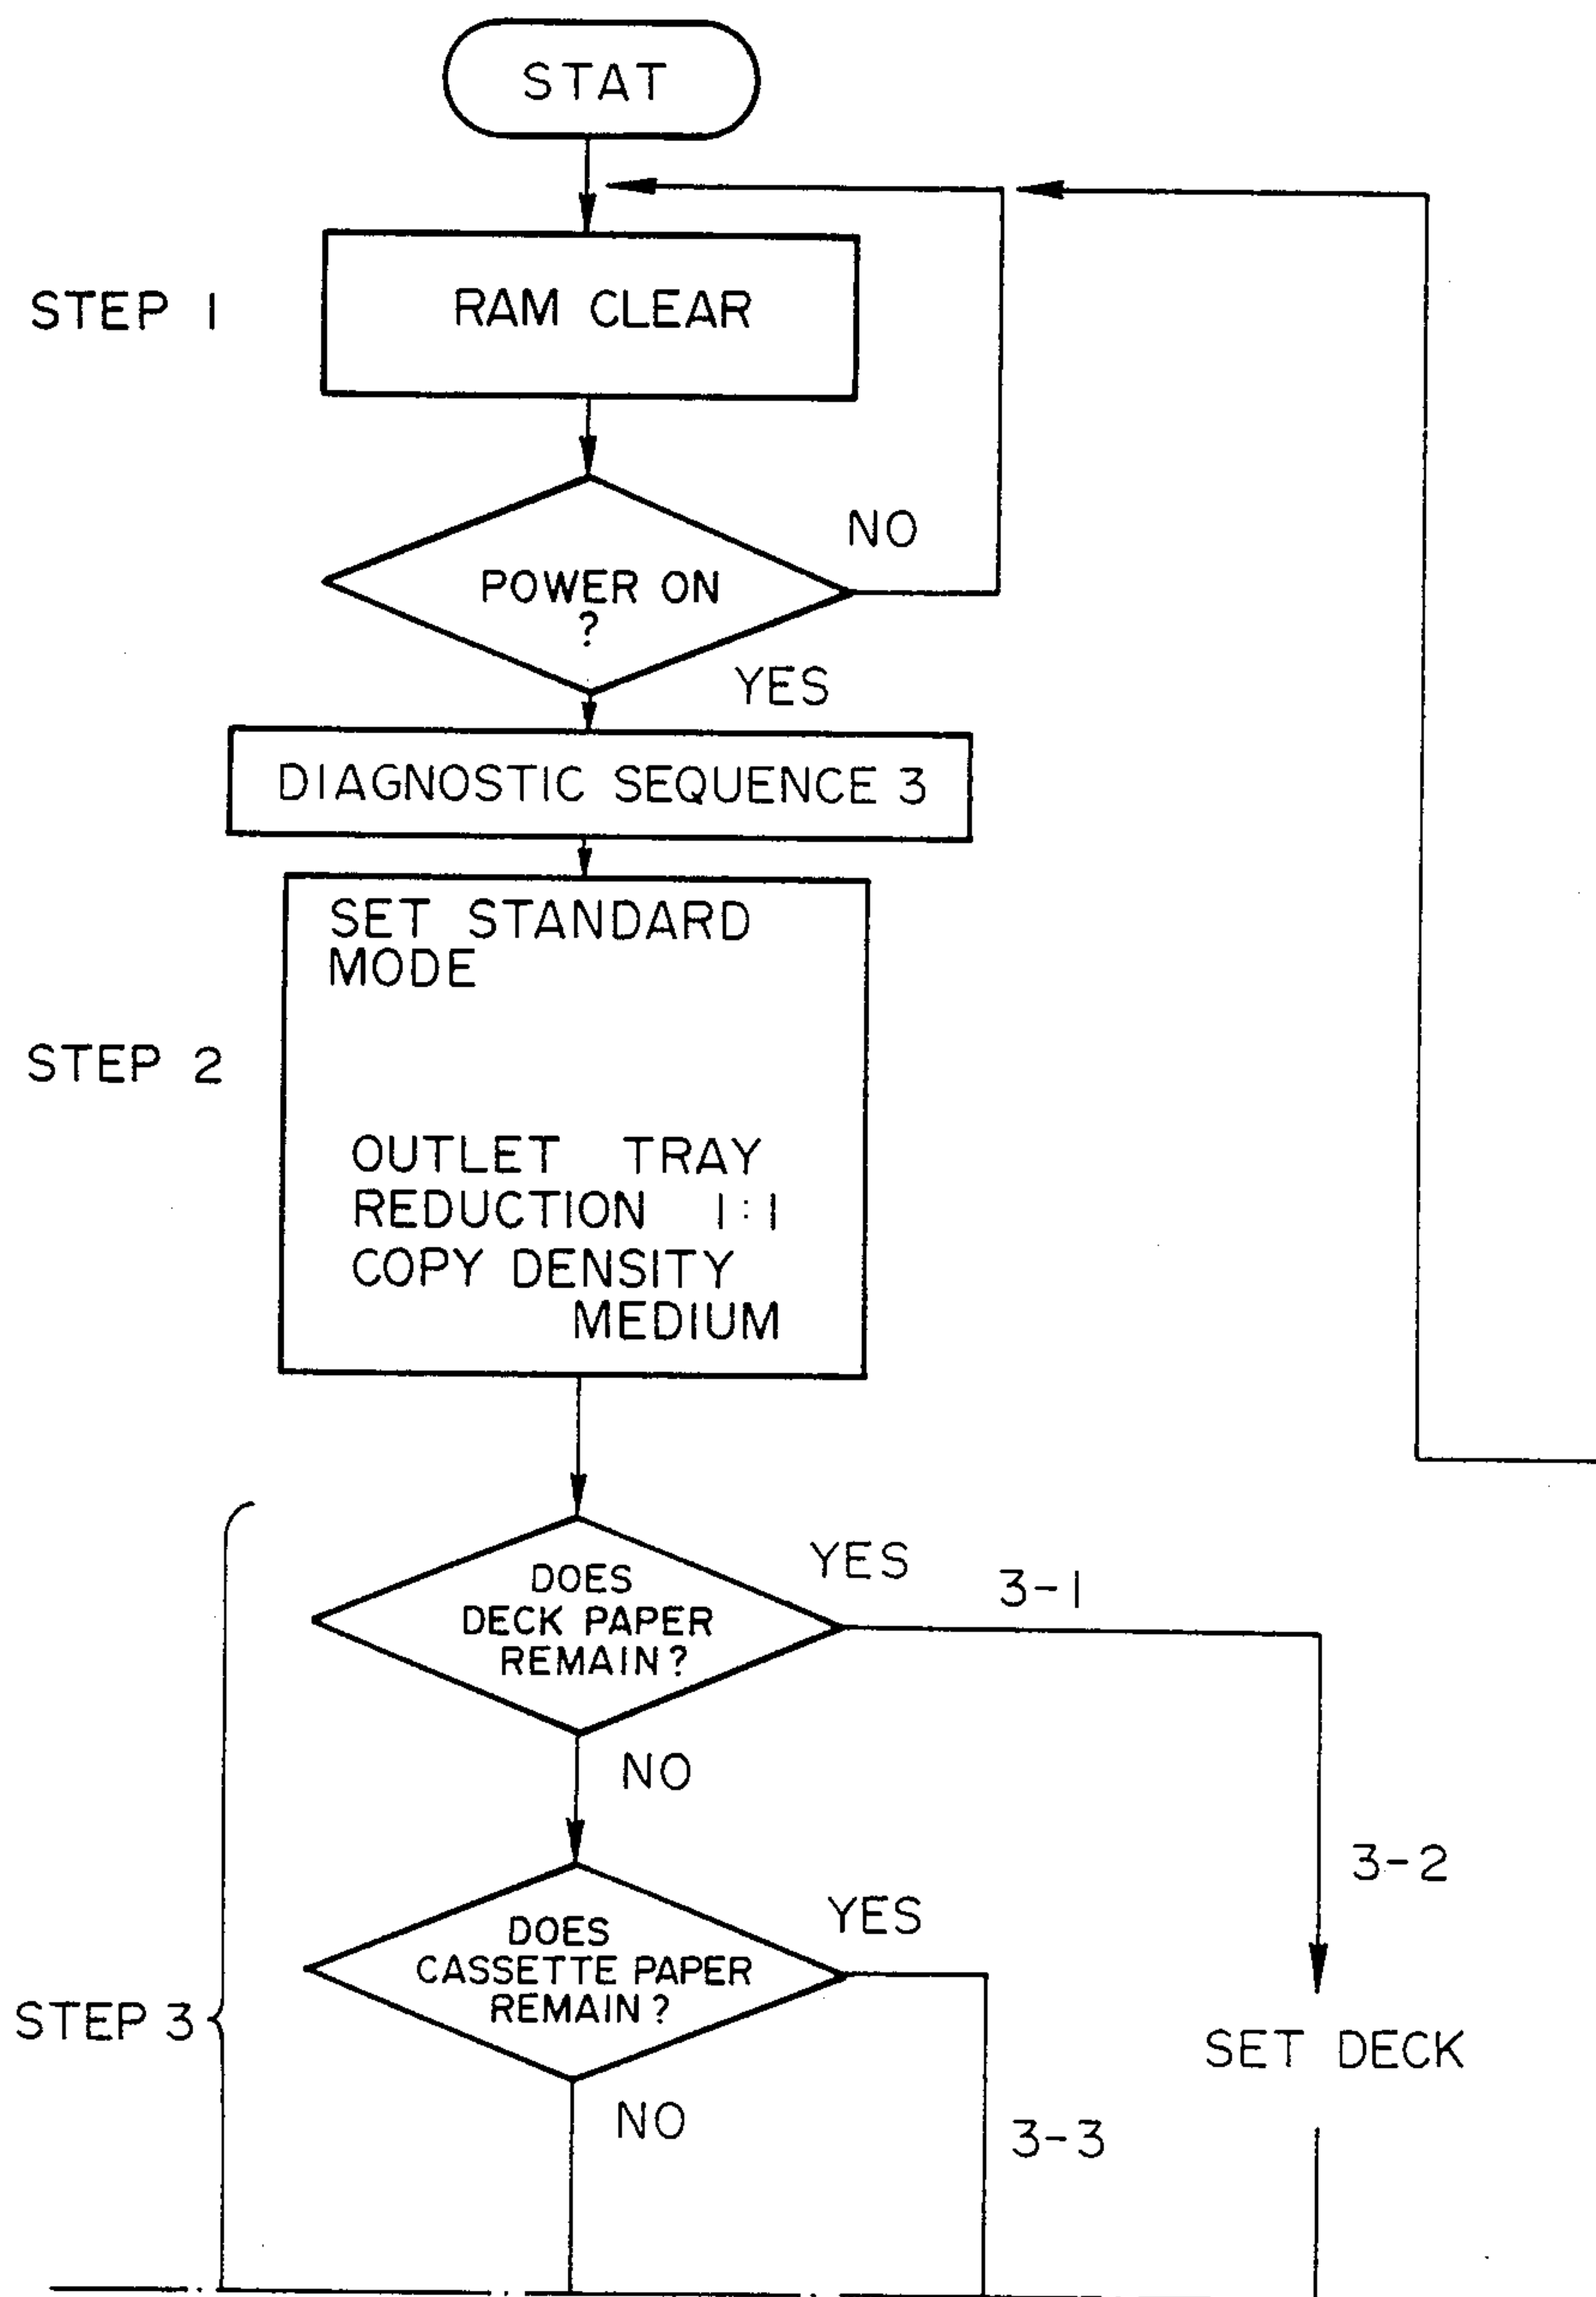 STAT
STEP 1
RAM CLEAR
NO
POWER ON
?
YES
DIAGNOSTIC SEQUENCE 3
SET STANDARD
MODE
STEP 2
OUTLET TRAY
REDUCTION 1:1
COPY DENSITY
MEDIUM
YES
3-1
DOES
DECK PAPER
REMAIN?
NO
3-2
YES
DOES
CASSETTE PAPER
REMAIN?
STEP 3
SET DECK
NO
3-3